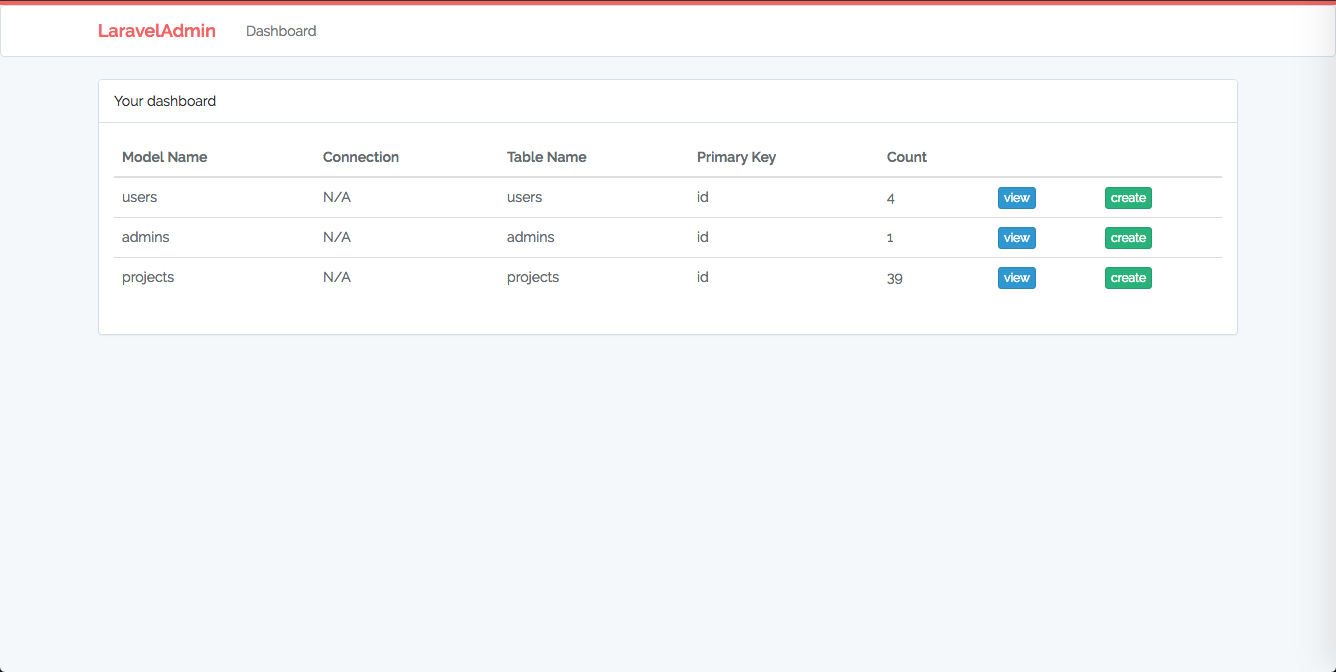 LaravelAdmin Dashboard
Your dashboard
Model Name Connection Table Name Primary Key Count
users N/A users id 4 view create
admins N/A admins id 1 view create
projects N/A projects id 39 view create